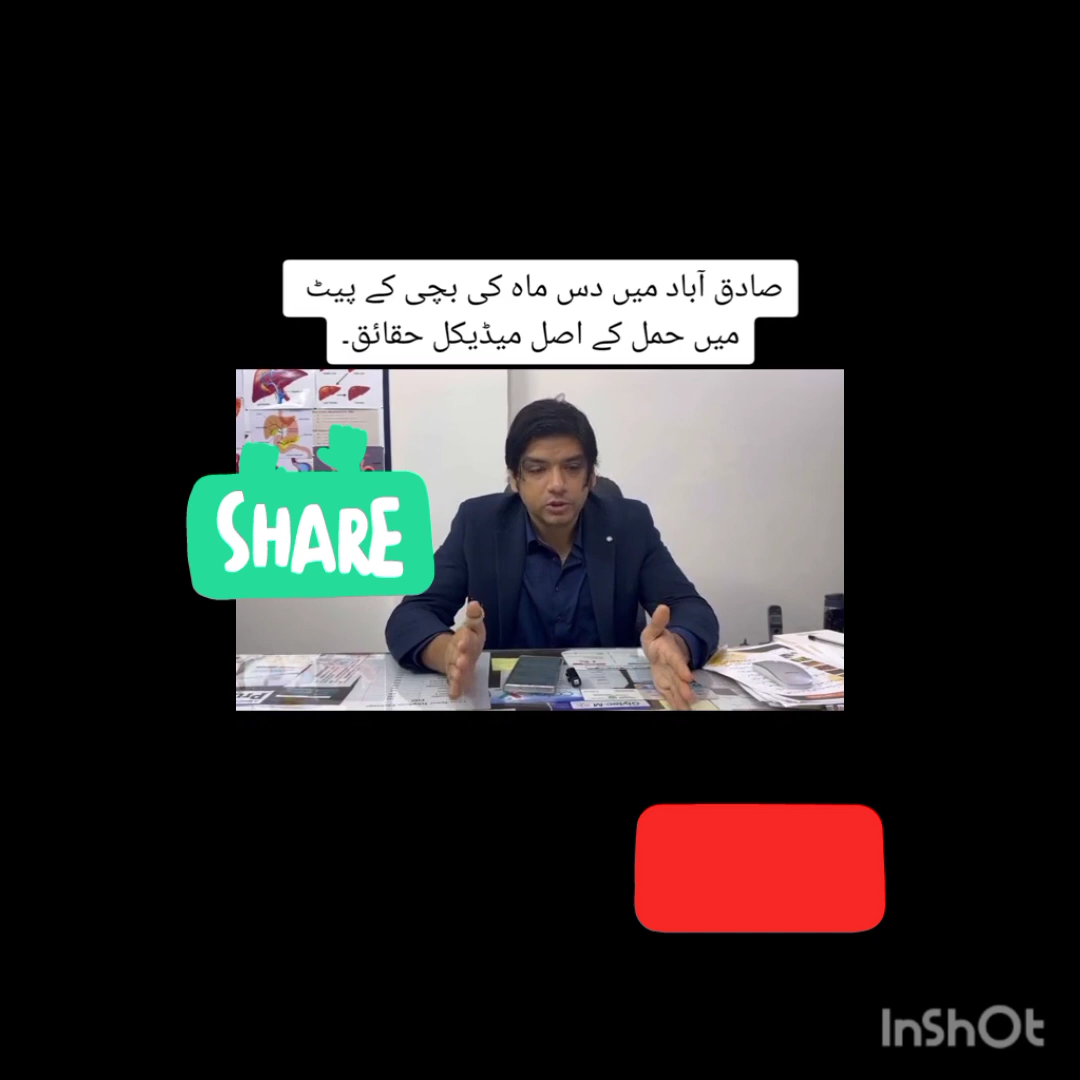 صادق آباد میں دس ماہ کی بچی کے پیٹ
میں حمل کے اصل میڈیکل حقائق۔
SHARE
InShOt